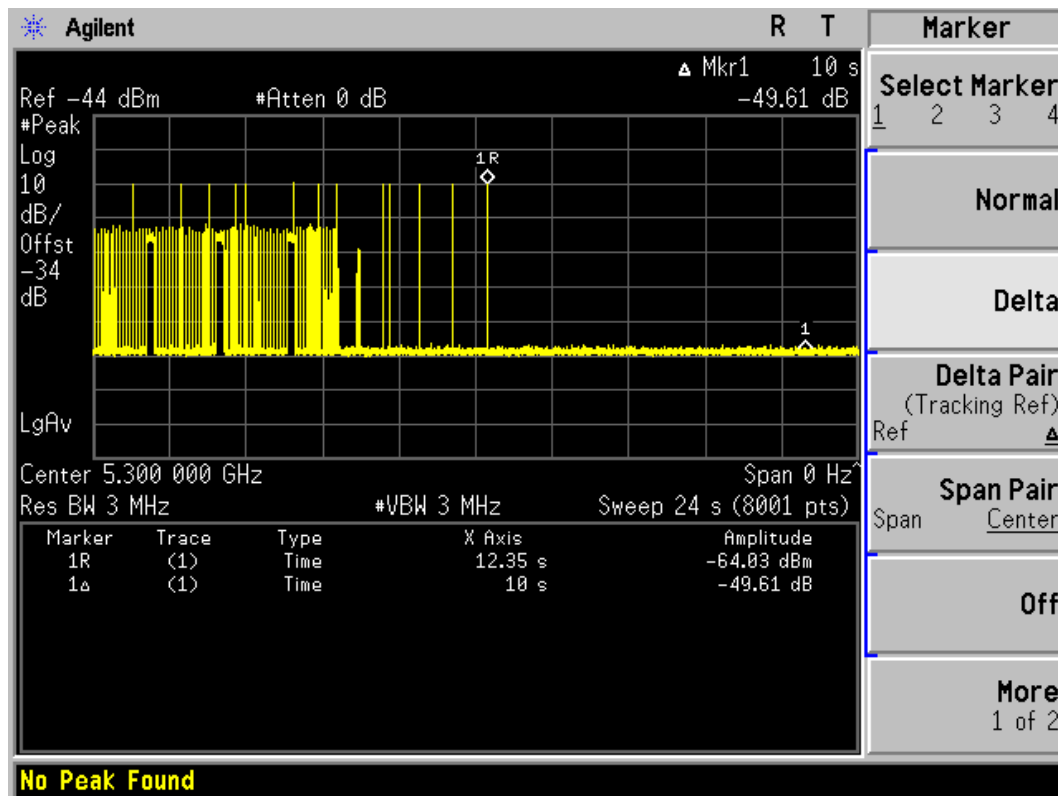 Agilent R T
Δ Mkr1 10 s
Ref -44 dBm #Atten 0 dB -49.61 dB
#Peak
Log
10
dB/
Offst
-34
dB
1R
1
LgAv
Center 5.300 000 GHz Span 0 Hz^
Res BW 3 MHz #VBW 3 MHz Sweep 24 s (8001 pts)
Marker Trace Type X Axis Amplitude
1R (1) Time 12.35 s -64.03 dBm
1Δ (1) Time 10 s -49.61 dB
No Peak Found
Marker
Select Marker
1 2 3 4
Normal
Delta
Delta Pair
(Tracking Ref)
Ref Δ
Span Pair
Span Center
Off
More
1 of 2